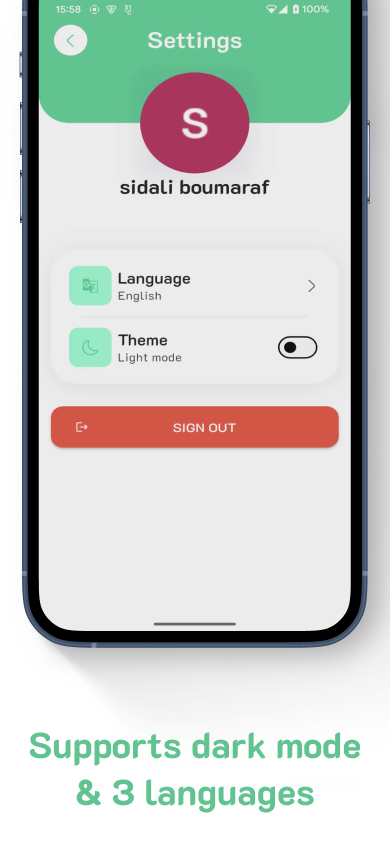 15:58 100%
Settings
S
sidali boumaraf
Language
English
Theme
Light mode
SIGN OUT
Supports dark mode
& 3 languages